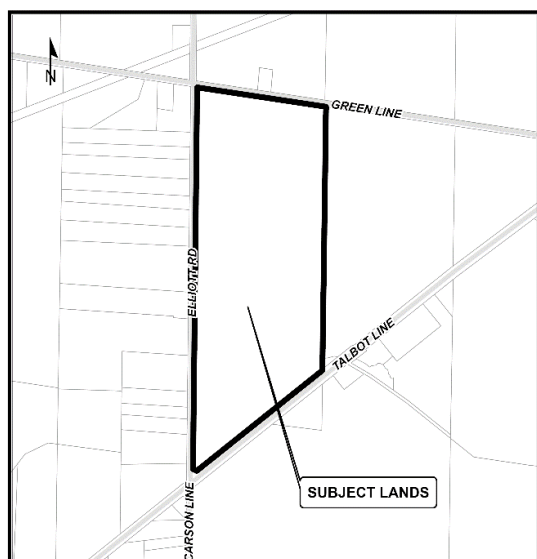 N
GREEN LINE
ELLIOTT RD
TALBOT LINE
SUBJECT LANDS
CARSON LINE